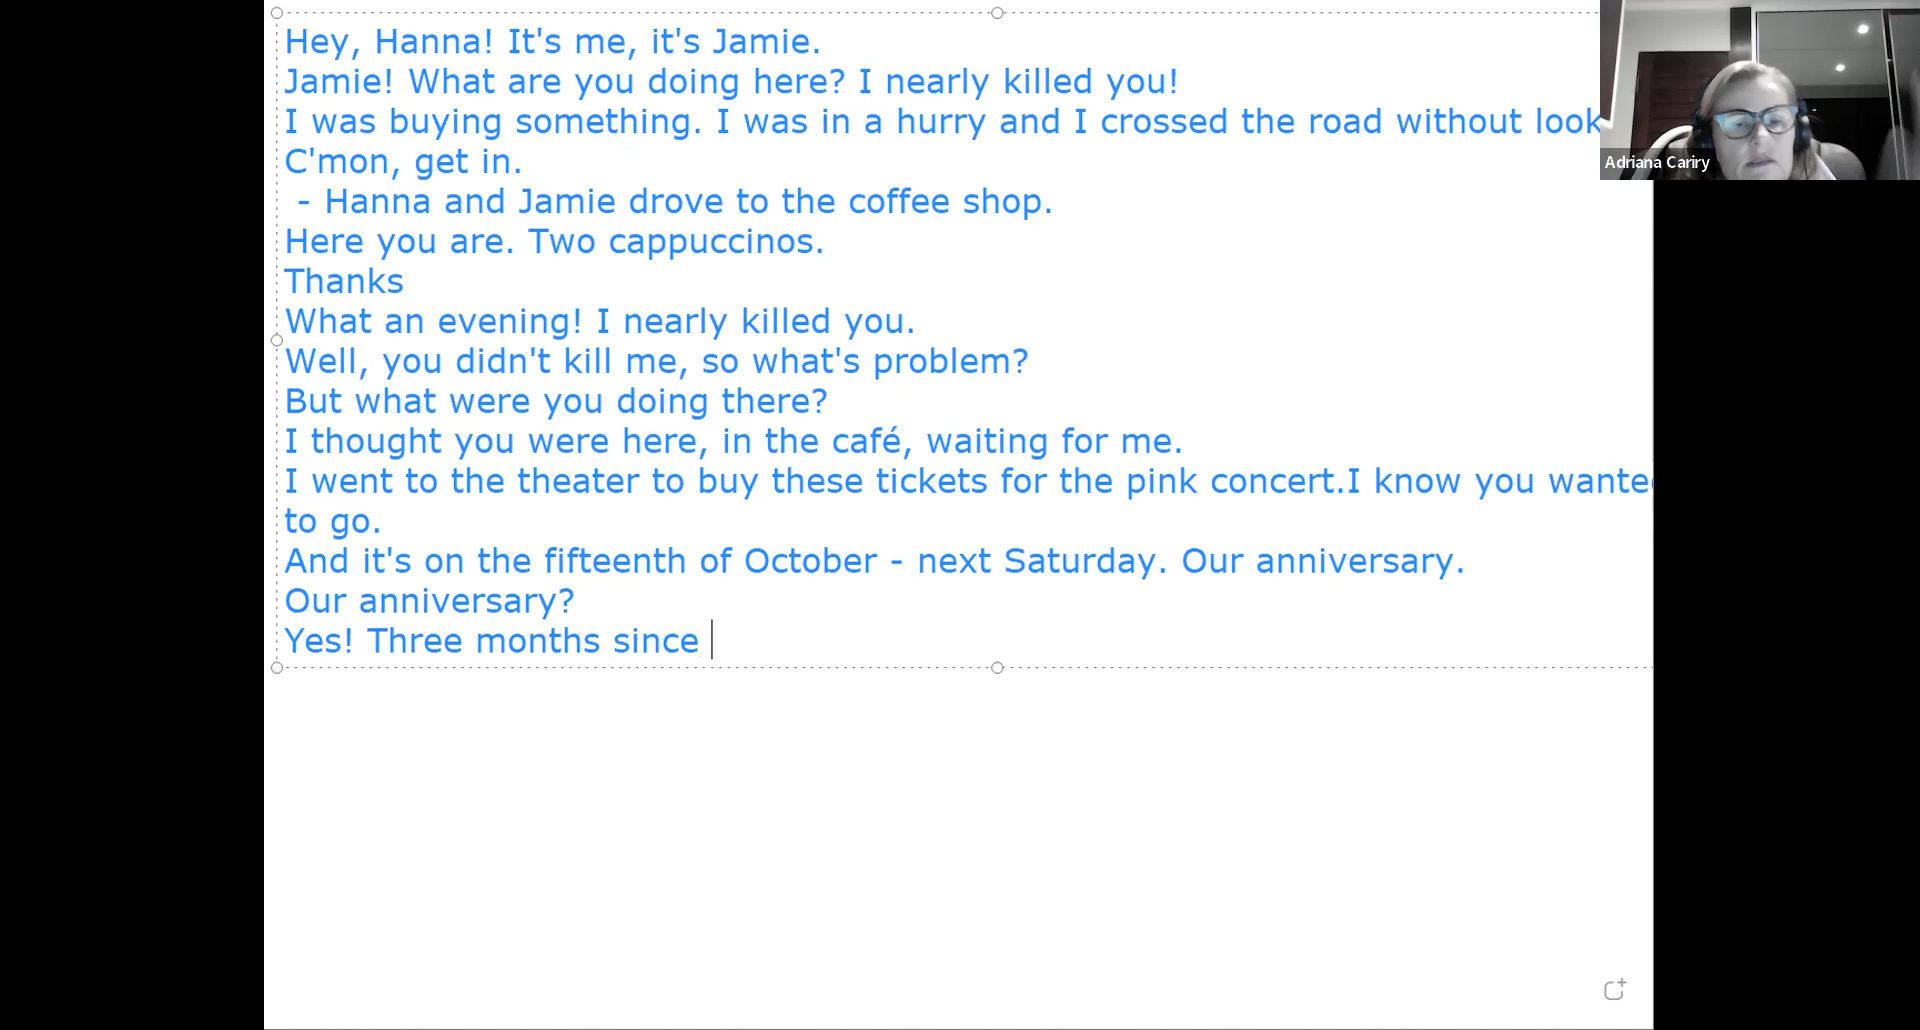 Hey, Hanna! It's me, it's Jamie.
Jamie! What are you doing here? I nearly killed you!
I was buying something. I was in a hurry and I crossed the road without look
C'mon, get in.
- Hanna and Jamie drove to the coffee shop.
Here you are. Two cappuccinos.
Thanks
What an evening! I nearly killed you.
Well, you didn't kill me, so what's problem?
But what were you doing there?
I thought you were here, in the café, waiting for me.
I went to the theater to buy these tickets for the pink concert.I know you wante
to go.
And it's on the fifteenth of October - next Saturday. Our anniversary.
Our anniversary?
Yes! Three months since
Adriana Cariry